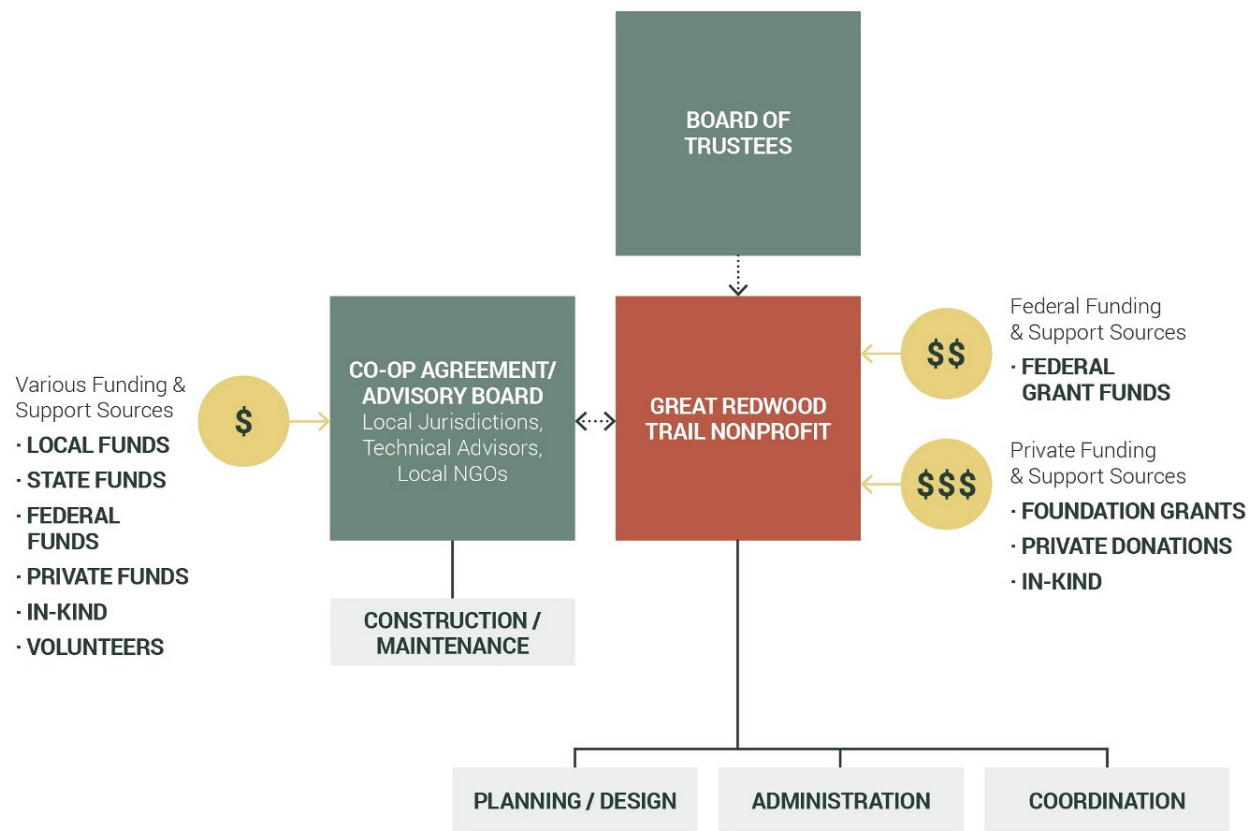 BOARD OF
TRUSTEES
CO-OP AGREEMENT/
ADVISORY BOARD
Local Jurisdictions,
Technical Advisors,
Local NGOs
GREAT REDWOOD
TRAIL NONPROFIT
Various Funding &
Support Sources
· LOCAL FUNDS
· STATE FUNDS
· FEDERAL
FUNDS
· PRIVATE FUNDS
· IN-KIND
· VOLUNTEERS
$
$$
Federal Funding
& Support Sources
· FEDERAL
GRANT FUNDS
$$$
Private Funding
& Support Sources
· FOUNDATION GRANTS
· PRIVATE DONATIONS
· IN-KIND
CONSTRUCTION /
MAINTENANCE
PLANNING / DESIGN
ADMINISTRATION
COORDINATION